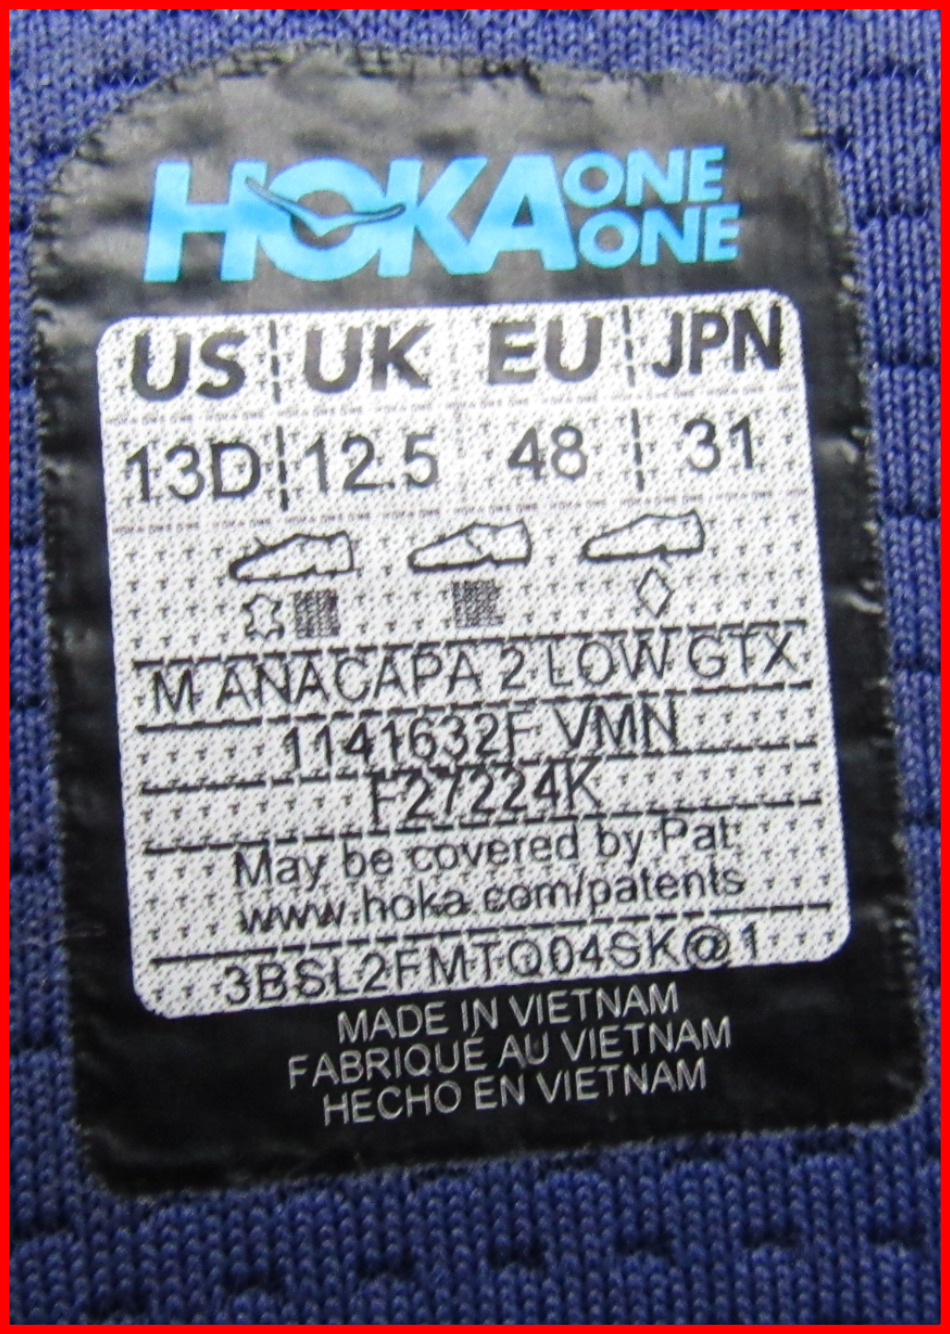 HOKA ONE ONE
US UK EU JPN
13D 12.5 48 31
M ANACAPA 2 LOW GTX
1141632F VMN
F27224K
May be covered by Pat:
www.hoka.com/patents
3BSL2FMTQ04SK@1
MADE IN VIETNAM
FABRIQUÉ AU VIETNAM
HECHO EN VIETNAM